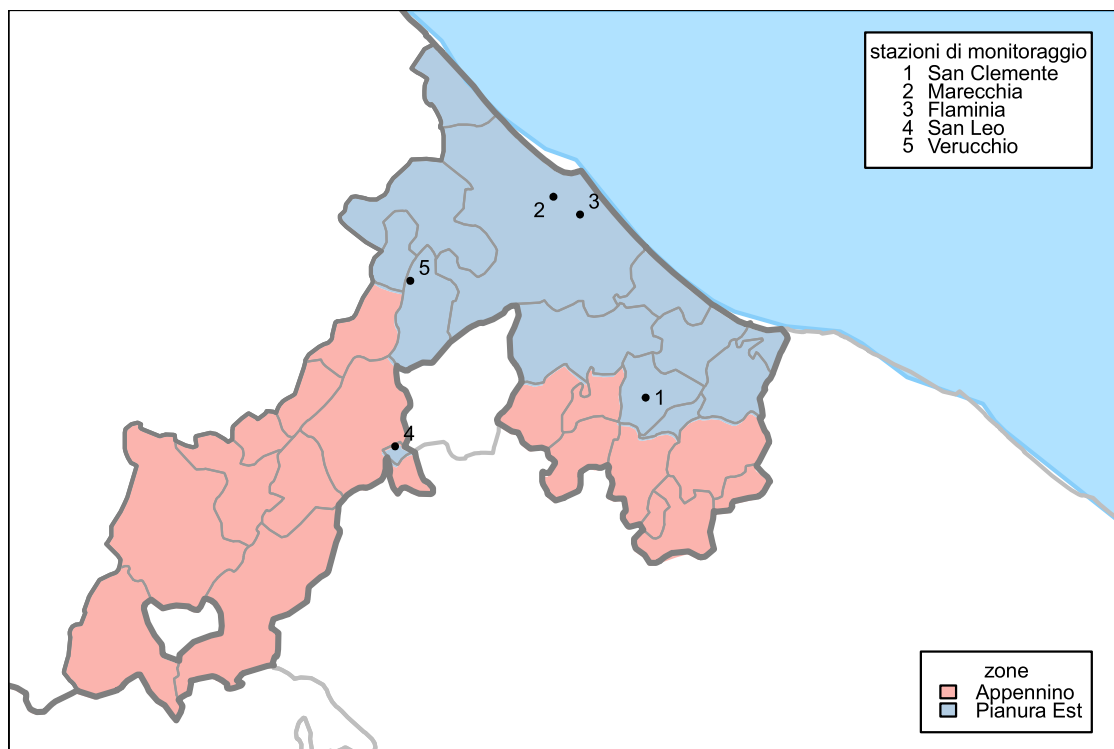 stazioni di monitoraggio
1 San Clemente
2 Marecchia
3 Flaminia
4 San Leo
5 Verucchio
2
3
5
1
4
zone
Appennino
Pianura Est